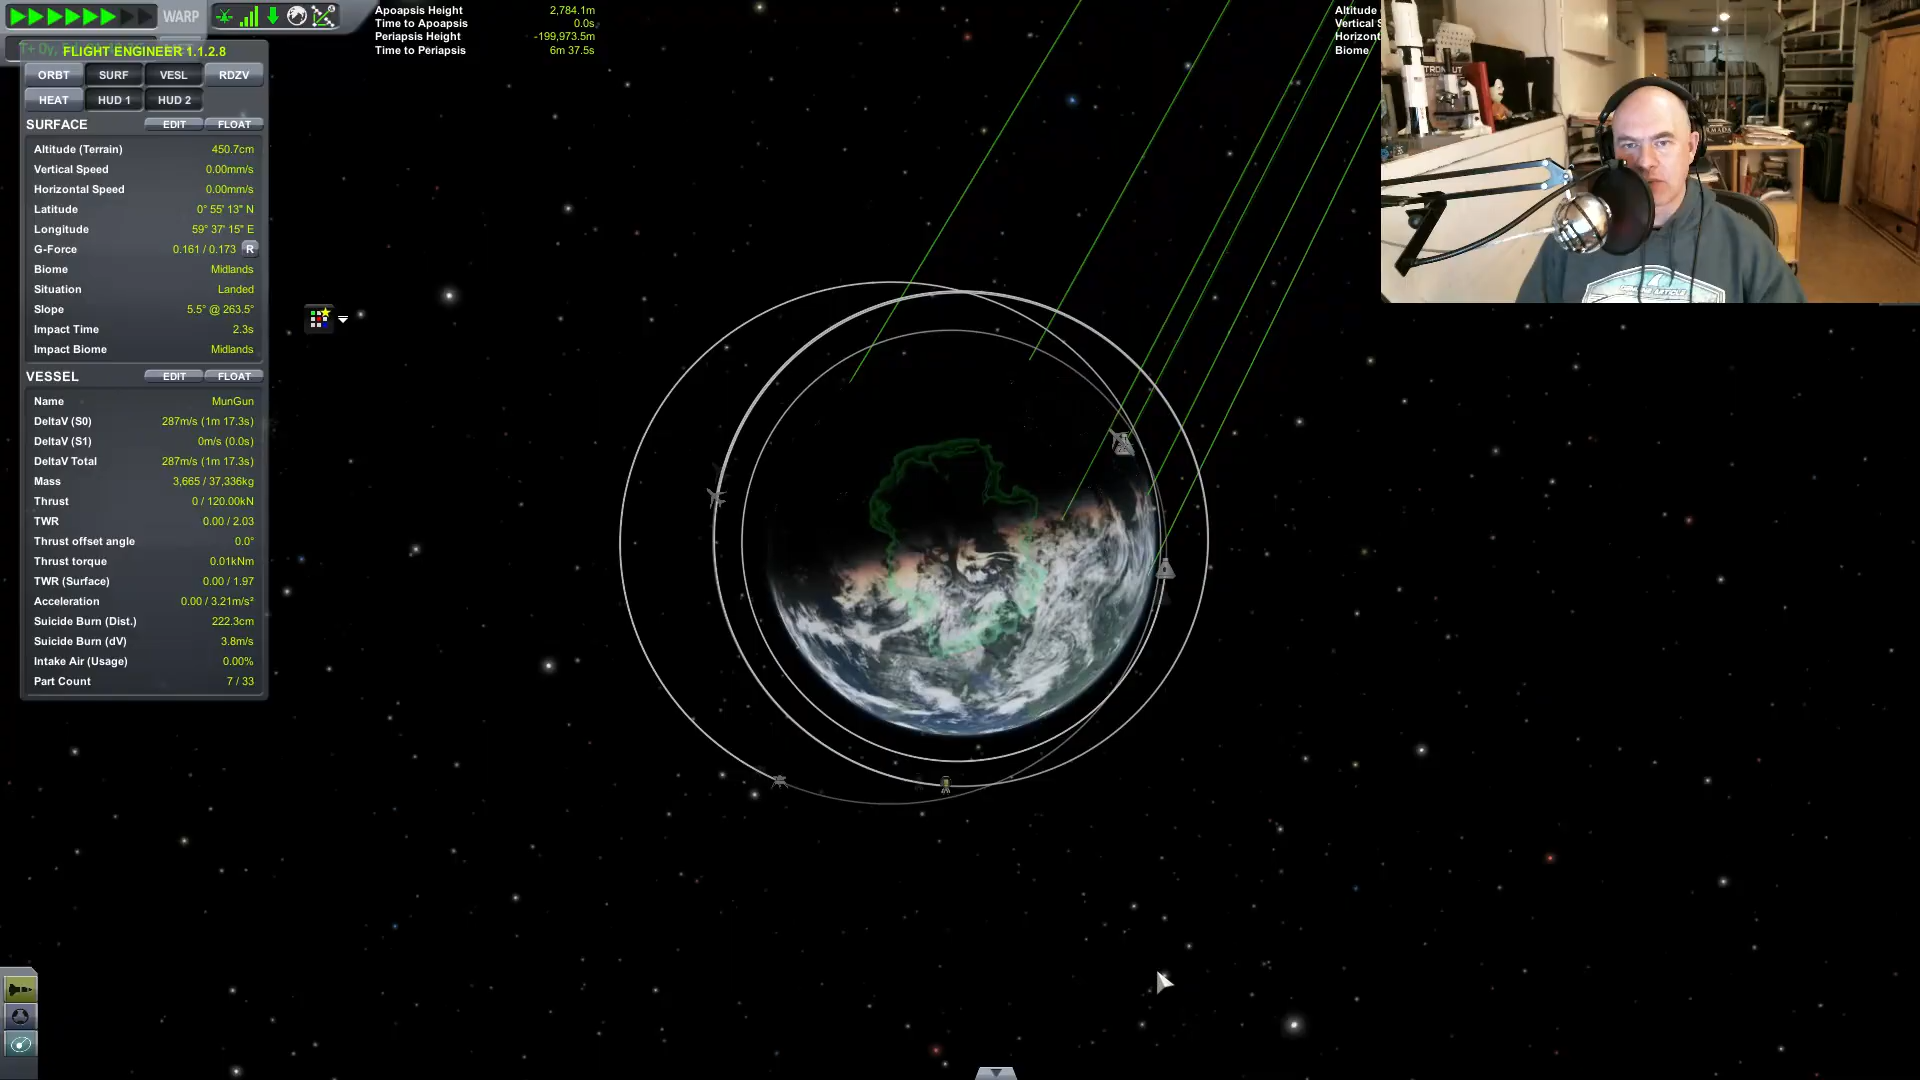 WARP
Apoapsis Height 2,784.1m
Time to Apoapsis 0.0s
Periapsis Height -199,973.5m
Time to Periapsis 6m 37.5s
Altitude
Vertical S
Horizont
Biome
FLIGHT ENGINEER 1.1.2.8
ORBT SURF VESL RDZV
HEAT HUD 1 HUD 2
SURFACE EDIT FLOAT
Altitude (Terrain) 450.7cm
Vertical Speed 0.00mm/s
Horizontal Speed 0.00mm/s
Latitude 0° 55' 13" N
Longitude 59° 37' 15" E
G-Force 0.161 / 0.173 R
Biome Midlands
Situation Landed
Slope 5.5° @ 263.5°
Impact Time 2.3s
Impact Biome Midlands
VESSEL EDIT FLOAT
Name MunGun
DeltaV (S0) 287m/s (1m 17.3s)
DeltaV (S1) 0m/s (0.0s)
DeltaV Total 287m/s (1m 17.3s)
Mass 3,665 / 37,336kg
Thrust 0 / 120.00kN
TWR 0.00 / 2.03
Thrust offset angle 0.0°
Thrust torque 0.01kNm
TWR (Surface) 0.00 / 1.97
Acceleration 0.00 / 3.21m/s²
Suicide Burn (Dist.) 222.3cm
Suicide Burn (dV) 3.8m/s
Intake Air (Usage) 0.00%
Part Count 7 / 33